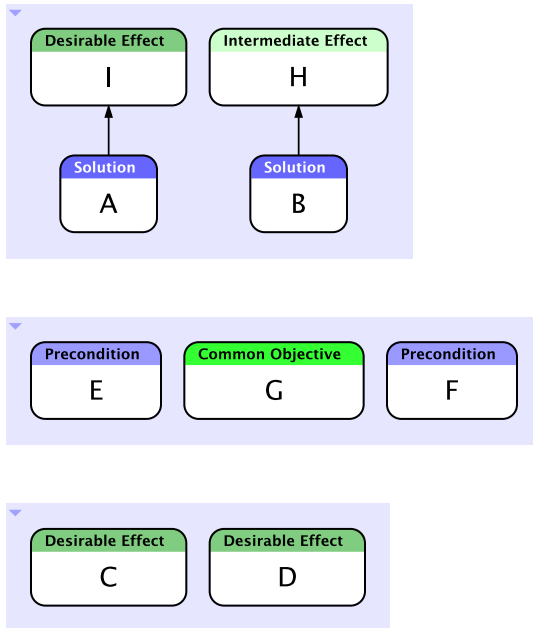 Desirable Effect
I
Intermediate Effect
H
Solution
A
Solution
B
Precondition
E
Common Objective
G
Precondition
F
Desirable Effect
C
Desirable Effect
D